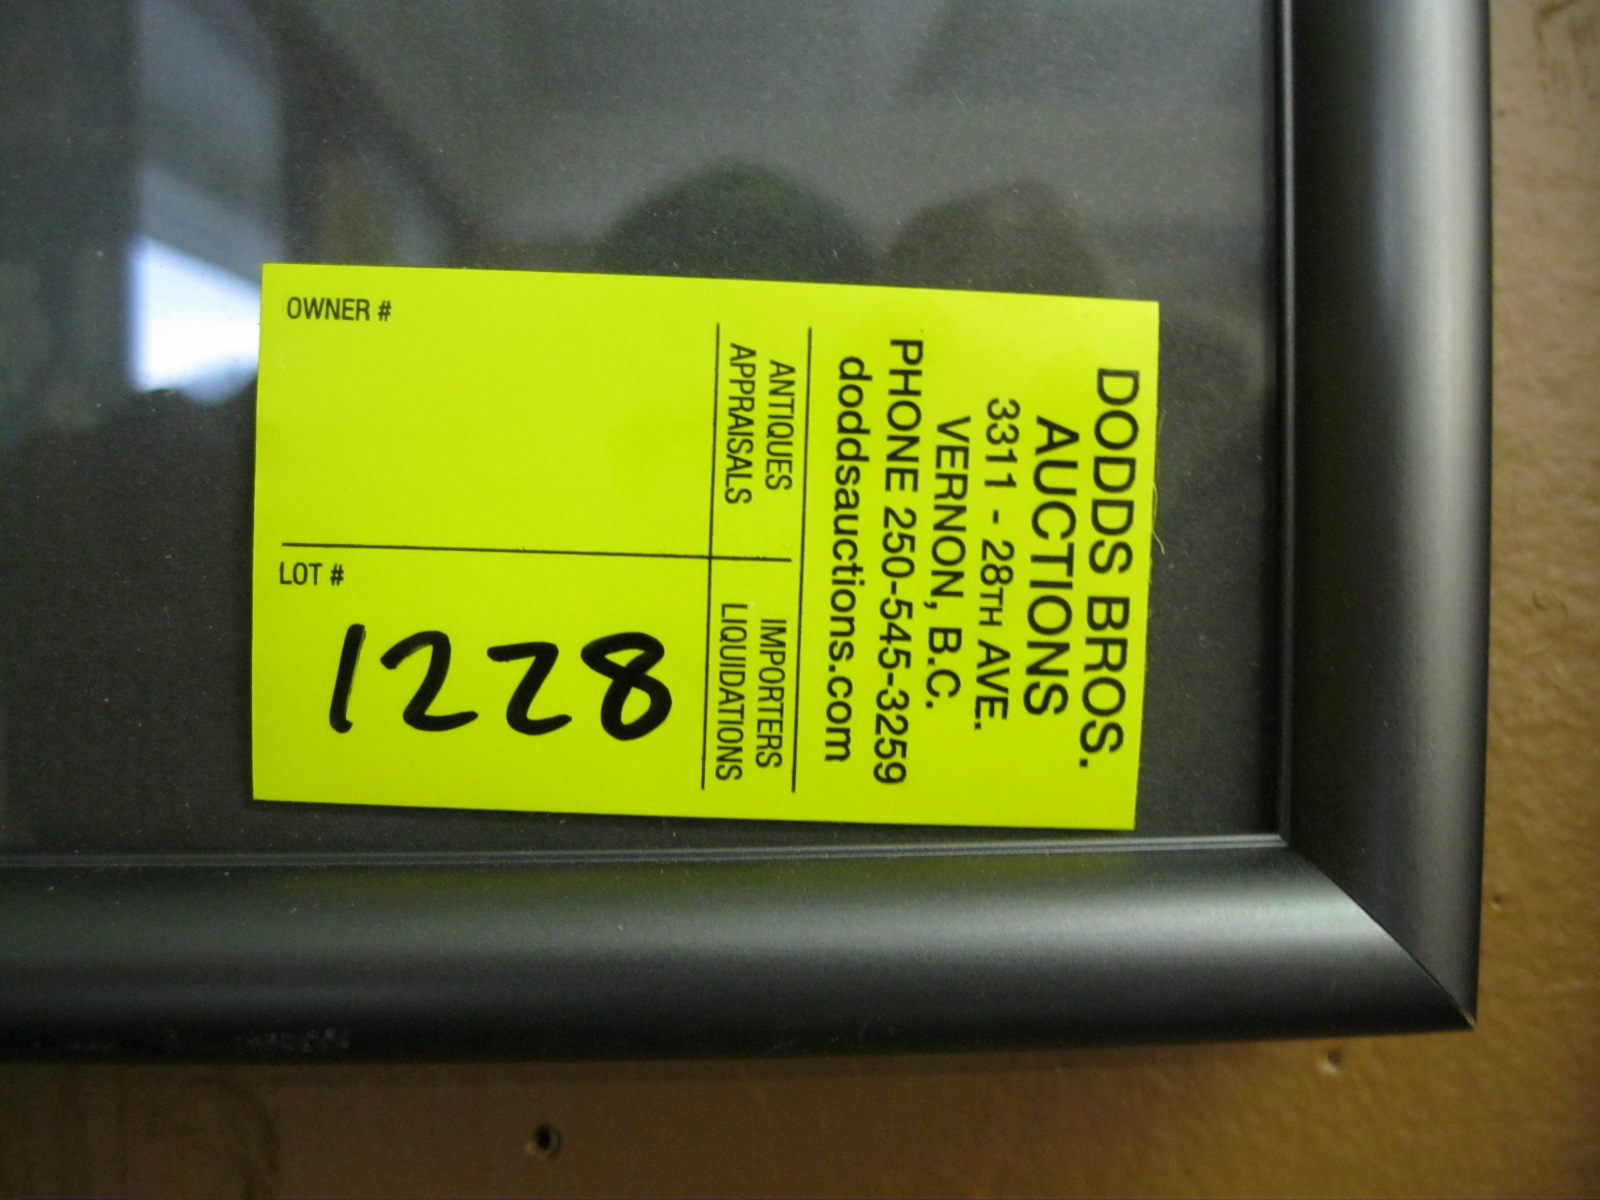 DODDS BROS.
AUCTIONS
3311 - 28TH AVE.
VERNON, B.C.
PHONE 250-545-3259
doddsauctions.com
ANTIQUES
APPRAISALS
IMPORTERS
LIQUIDATIONS
OWNER #
LOT #
1228